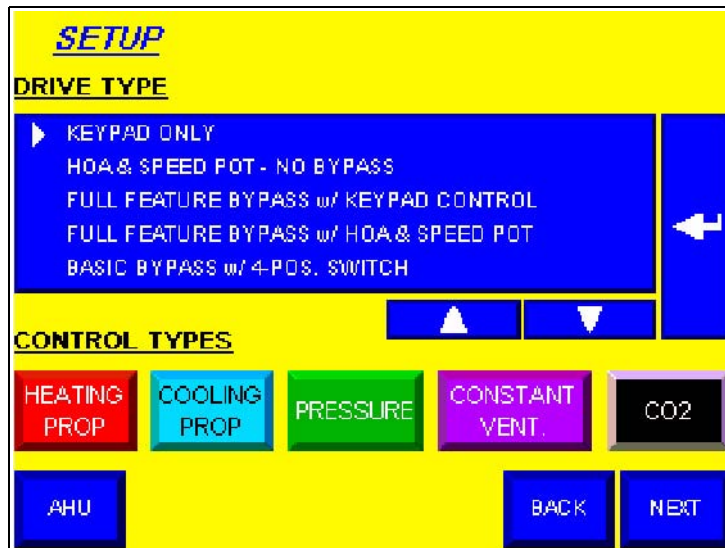 SETUP
DRIVE TYPE
KEYPAD ONLY
HOA & SPEED POT - NO BYPASS
FULL FEATURE BYPASS w/ KEYPAD CONTROL
FULL FEATURE BYPASS w/ HOA & SPEED POT
BASIC BYPASS w/ 4-POS. SWITCH
CONTROL TYPES
HEATING
PROP
COOLING
PROP
PRESSURE
CONSTANT
VENT.
CO2
AHU
BACK
NEXT